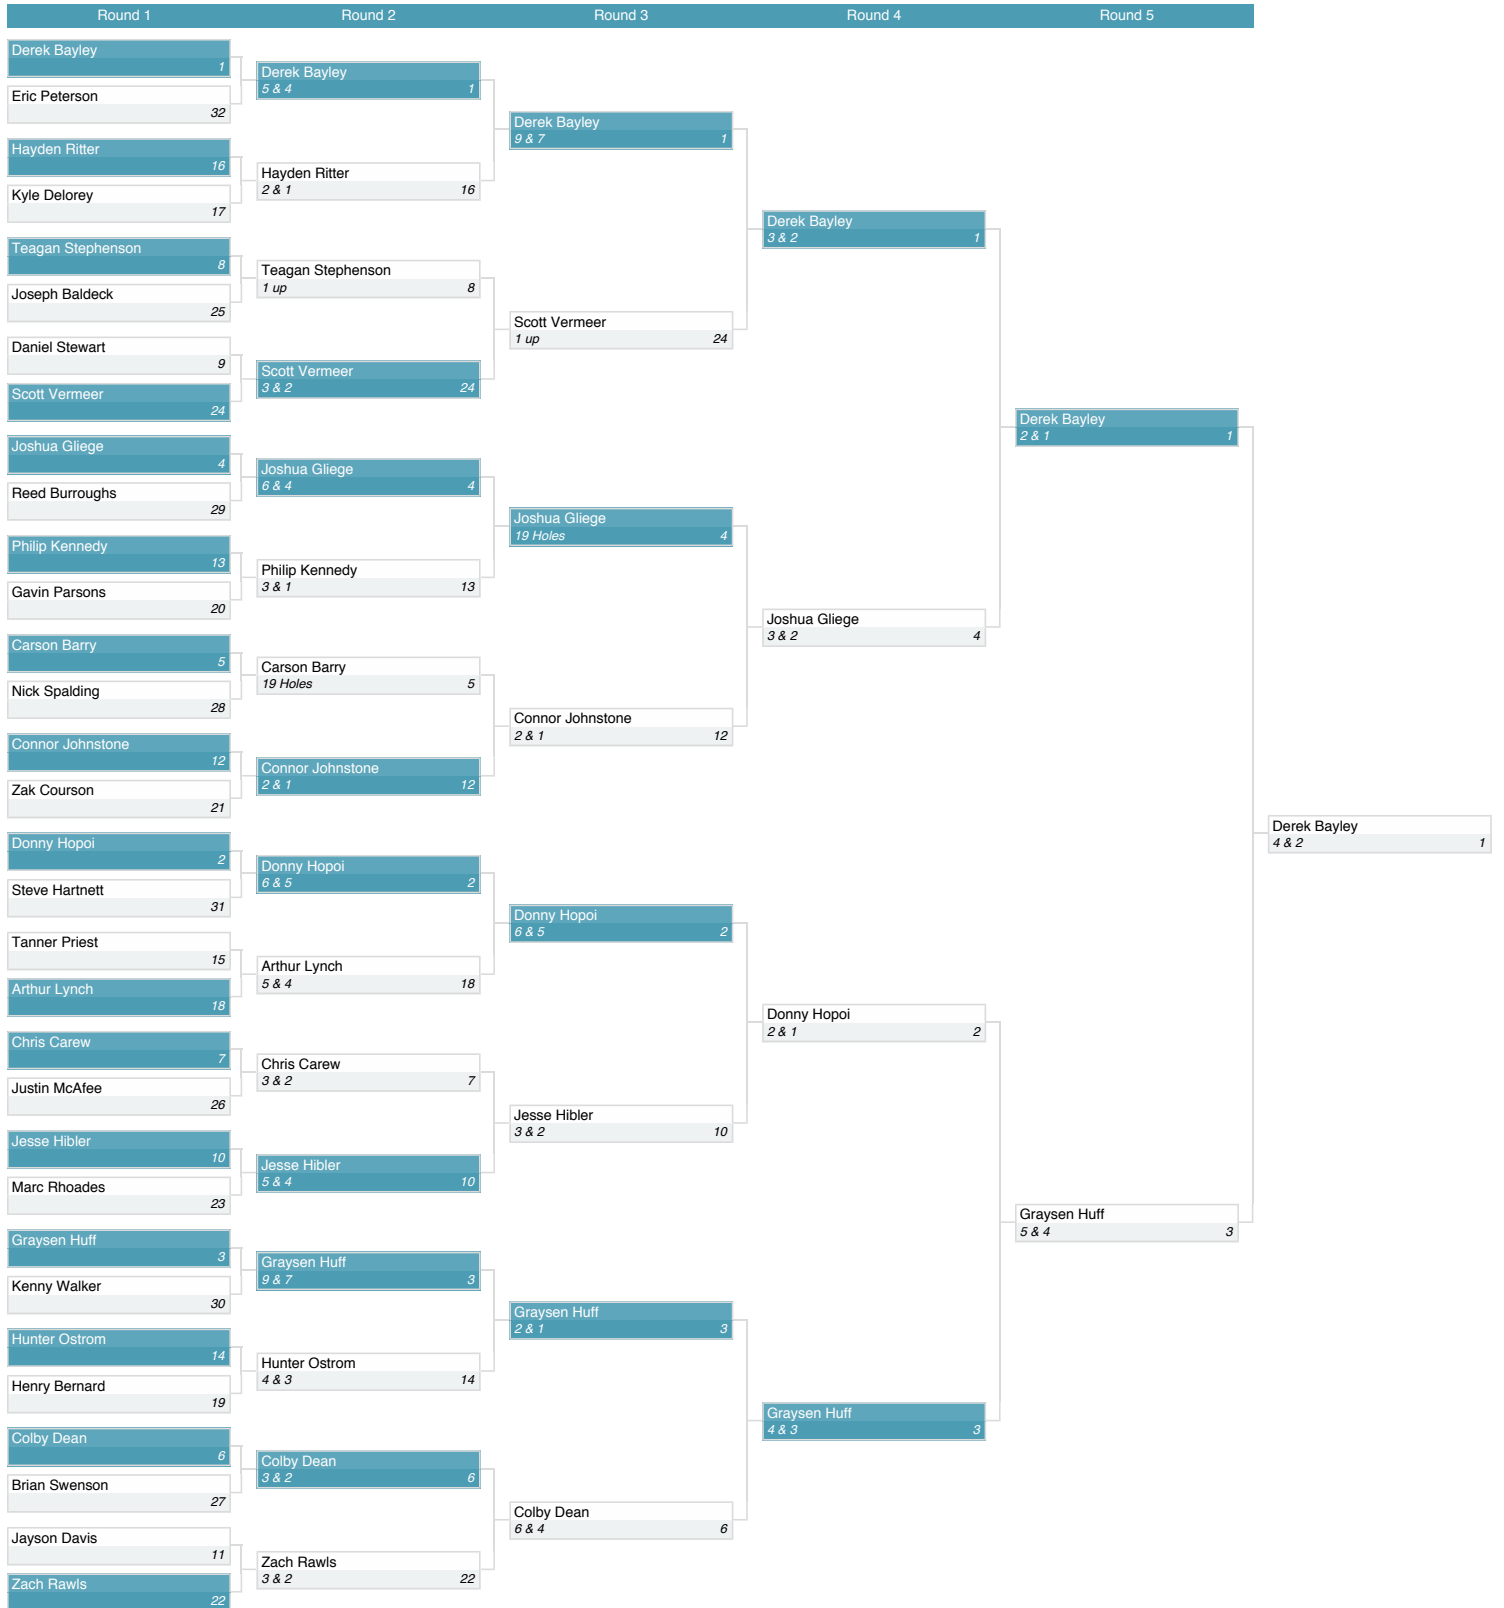 Round 1
Round 2
Round 3
Round 4
Round 5
Derek Bayley
1
Eric Peterson
32
Hayden Ritter
16
Kyle Delorey
17
Teagan Stephenson
8
Joseph Baldeck
25
Daniel Stewart
9
Scott Vermeer
24
Joshua Gliege
4
Reed Burroughs
29
Philip Kennedy
13
Gavin Parsons
20
Carson Barry
5
Nick Spalding
28
Connor Johnstone
12
Zak Courson
21
Donny Hopoi
2
Steve Hartnett
31
Tanner Priest
15
Arthur Lynch
18
Chris Carew
7
Justin McAfee
26
Jesse Hibler
10
Marc Rhoades
23
Graysen Huff
3
Kenny Walker
30
Hunter Ostrom
14
Henry Bernard
19
Colby Dean
6
Brian Swenson
27
Jayson Davis
11
Zach Rawls
22
Derek Bayley
5 & 4 1
Hayden Ritter
2 & 1 16
Teagan Stephenson
1 up 8
Scott Vermeer
3 & 2 24
Joshua Gliege
6 & 4 4
Philip Kennedy
3 & 1 13
Carson Barry
19 Holes 5
Connor Johnstone
2 & 1 12
Donny Hopoi
6 & 5 2
Arthur Lynch
5 & 4 18
Chris Carew
3 & 2 7
Jesse Hibler
5 & 4 10
Graysen Huff
9 & 7 3
Hunter Ostrom
4 & 3 14
Colby Dean
3 & 2 6
Zach Rawls
3 & 2 22
Derek Bayley
9 & 7 1
Scott Vermeer
1 up 24
Joshua Gliege
19 Holes 4
Connor Johnstone
2 & 1 12
Donny Hopoi
6 & 5 2
Jesse Hibler
3 & 2 10
Graysen Huff
2 & 1 3
Colby Dean
6 & 4 6
Derek Bayley
3 & 2 1
Joshua Gliege
3 & 2 4
Donny Hopoi
2 & 1 2
Graysen Huff
4 & 3 3
Derek Bayley
2 & 1 1
Graysen Huff
5 & 4 3
Derek Bayley
4 & 2 1